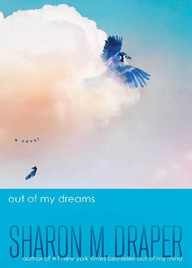 a novel
out of my dreams
SHARON M. DRAPER
author of #1 new york times bestseller out of my mind